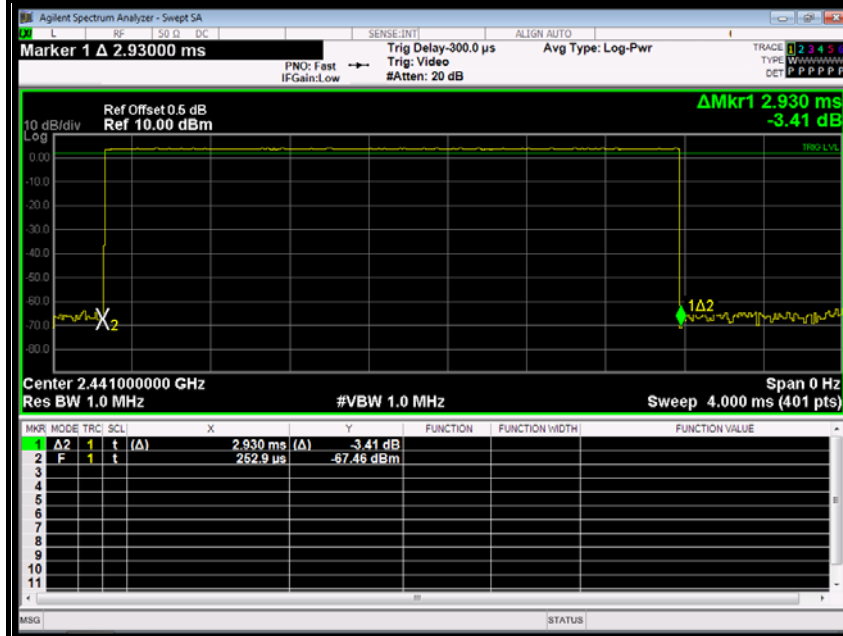 Agilent Spectrum Analyzer - Swept SA
L RF 50 Ω DC SENSE:INT ALIGN AUTO
Marker 1 Δ 2.93000 ms
Trig Delay-300.0 µs Avg Type: Log-Pwr TRACE 1 2 3 4 5 6
PNO: Fast Trig: Video TYPE WWWWWW
IFGain:Low #Atten: 20 dB DET P P P P P P
ΔMkr1 2.930 ms
-3.41 dB
Ref Offset 0.5 dB
10 dB/div Ref 10.00 dBm
Log
TRIG LVL
0.00
-10.0
-20.0
-30.0
-40.0
-50.0
-60.0
-70.0
-80.0
1Δ2
X2
Center 2.441000000 GHz Span 0 Hz
Res BW 1.0 MHz #VBW 1.0 MHz Sweep 4.000 ms (401 pts)
MKR MODE TRC SCL X Y FUNCTION FUNCTION WIDTH FUNCTION VALUE
1 Δ2 1 t (Δ) 2.930 ms (Δ) -3.41 dB
2 F 1 t 252.9 µs -67.46 dBm
3
4
5
6
7
8
9
10
11
MSG STATUS